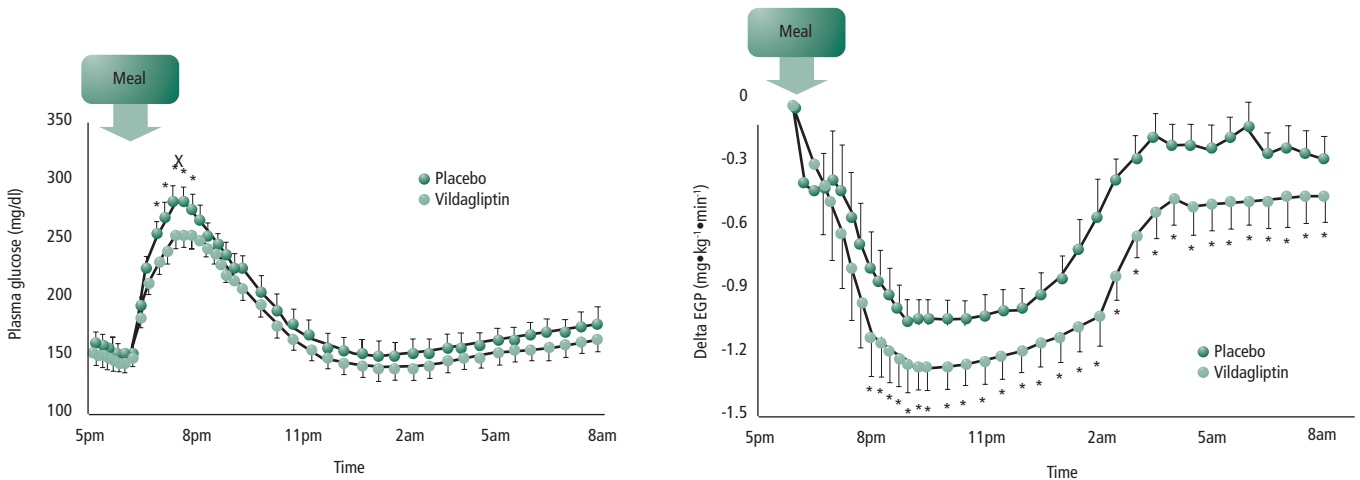 Meal
350
300
250
200
150
100
Plasma glucose (mg/dl)
* * * X * *
Placebo
Vildagliptin
5pm 8pm 11pm 2am 5am 8am
Time
Meal
0
-0.3
-0.6
-0.9
-1.2
-1.5
Delta EGP (mg•kg⁻¹•min⁻¹)
* * * * * * * * * * * * * * * * * * * * * * * * *
Placebo
Vildagliptin
5pm 8pm 11pm 2am 5am 8am
Time